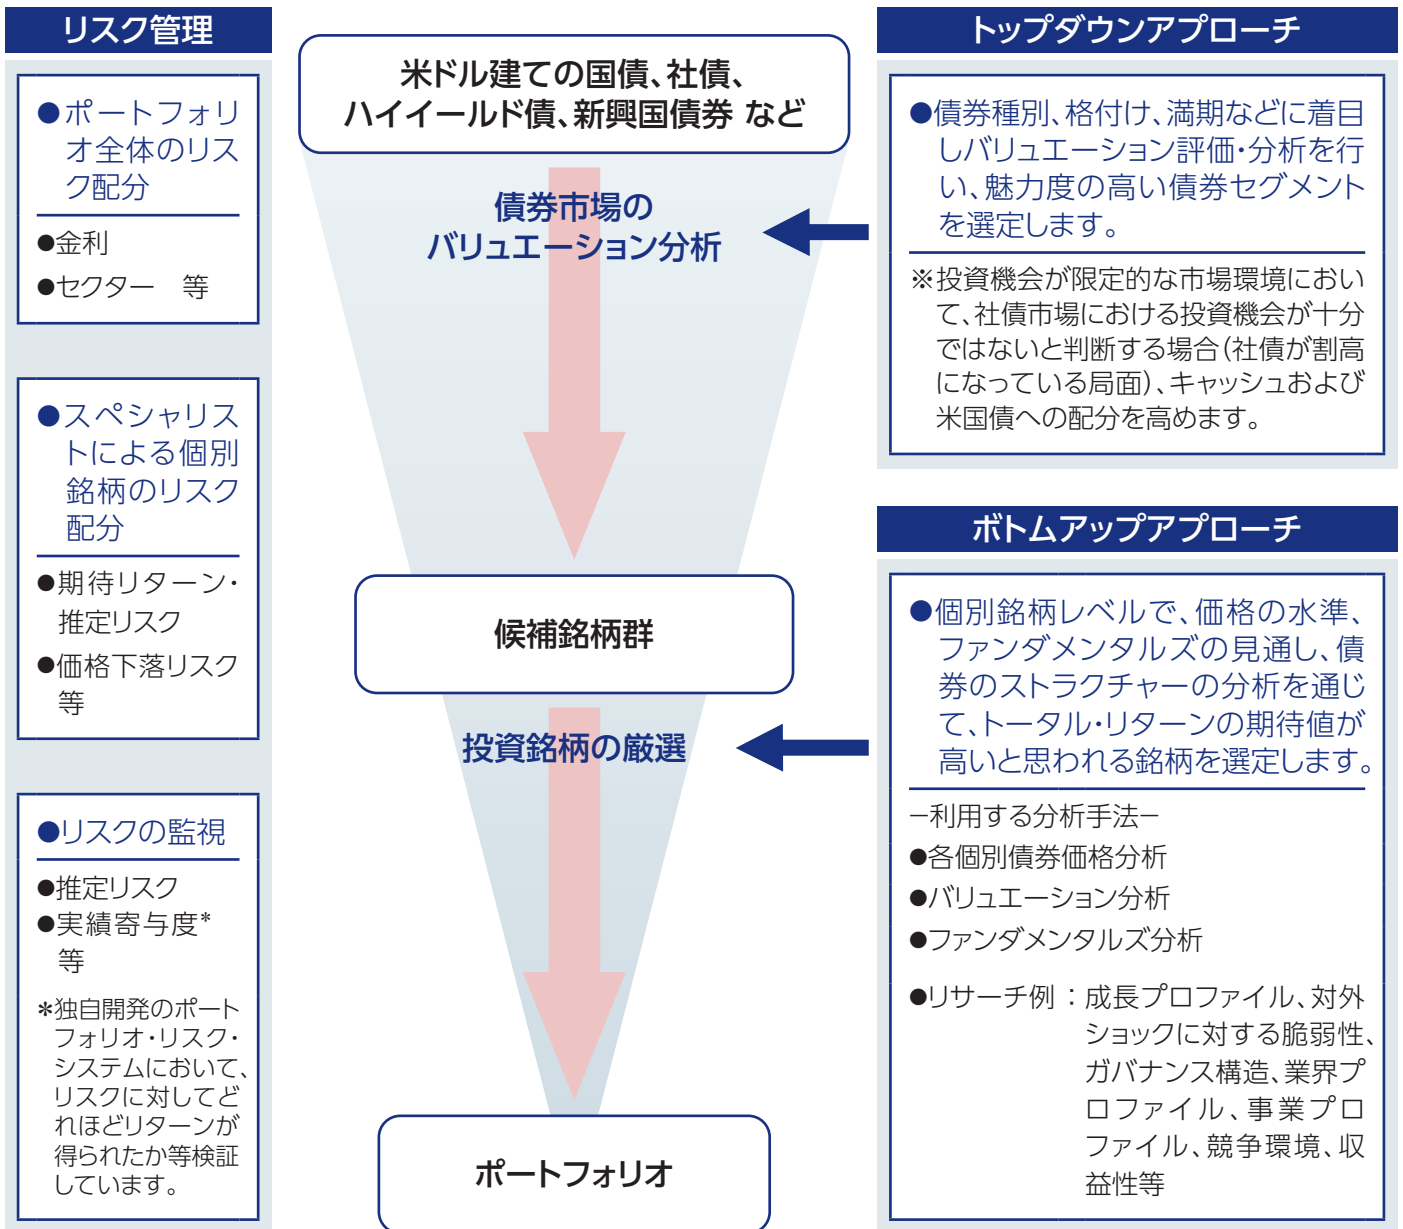 リスク管理
●ポートフォリ
オ全体のリス
ク配分
●金利
●セクター　等
●スペシャリス
トによる個別
銘柄のリスク
配分
●期待リターン・
推定リスク
●価格下落リスク
等
●リスクの監視
●推定リスク
●実績寄与度*
等
*独自開発のポート
フォリオ・リスク・
システムにおいて、
リスクに対してど
れほどリターンが
得られたか等検証
しています。
米ドル建ての国債、社債、
ハイイールド債、新興国債券 など
債券市場の
バリュエーション分析
候補銘柄群
投資銘柄の厳選
ポートフォリオ
トップダウンアプローチ
●債券種別、格付け、満期などに着目
しバリュエーション評価・分析を行
い、魅力度の高い債券セグメント
を選定します。
※投資機会が限定的な市場環境におい
て、社債市場における投資機会が十分
ではないと判断する場合（社債が割高
になっている局面）、キャッシュおよび
米国債への配分を高めます。
ボトムアップアプローチ
●個別銘柄レベルで、価格の水準、
ファンダメンタルズの見通し、債
券のストラクチャーの分析を通じ
て、トータル・リターンの期待値が
高いと思われる銘柄を選定します。
－利用する分析手法－
●各個別債券価格分析
●バリュエーション分析
●ファンダメンタルズ分析
●リサーチ例 ：成長プロファイル、対外
ショックに対する脆弱性、
ガバナンス構造、業界プ
ロファイル、事業プロ
ファイル、競争環境、収
益性等